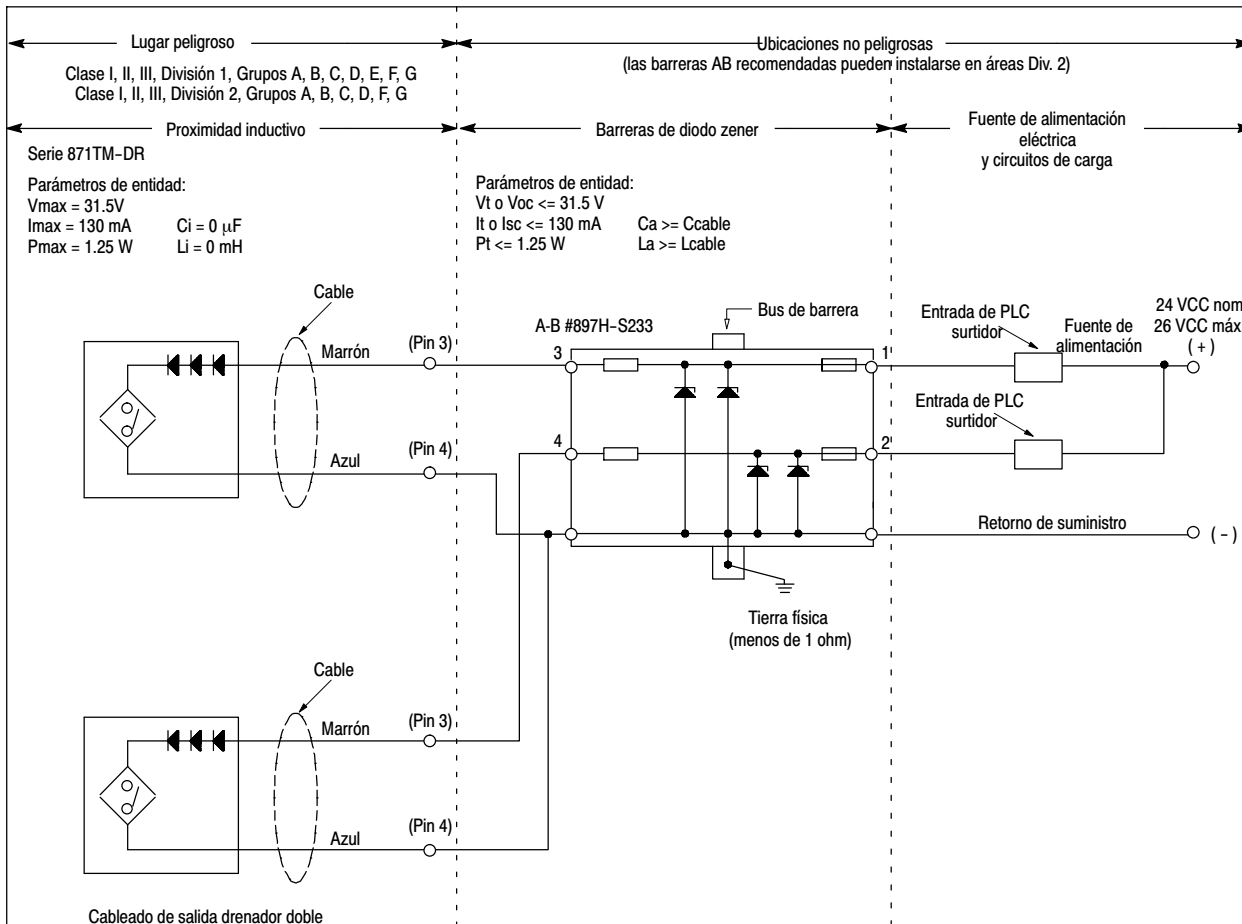 Lugar peligroso
Clase I, II, III, División 1, Grupos A, B, C, D, E, F, G
Clase I, II, III, División 2, Grupos A, B, C, D, F, G
Ubicaciones no peligrosas
(las barreras AB recomendadas pueden instalarse en áreas Div. 2)
Proximidad inductivo
Barreras de diodo zener
Fuente de alimentación
eléctrica
y circuitos de carga
Serie 871TM-DR
Parámetros de entidad:
Vmax = 31.5V
Imax = 130 mA Ci = 0 µF
Pmax = 1.25 W Li = 0 mH
Parámetros de entidad:
Vt o Voc <= 31.5 V
It o Isc <= 130 mA Ca >= Ccable
Pt <= 1.25 W La >= Lcable
Cable
Marrón
(Pin 3)
Azul
(Pin 4)
A-B #897H-S233
Bus de barrera
3
1
4
2
Tierra física
(menos de 1 ohm)
Entrada de PLC
surtidor
Fuente de
alimentación
24 VCC nom
26 VCC máx
(+)
Entrada de PLC
surtidor
Retorno de suministro
(-)
Cable
Marrón
(Pin 3)
Azul
(Pin 4)
Cableado de salida drenador doble